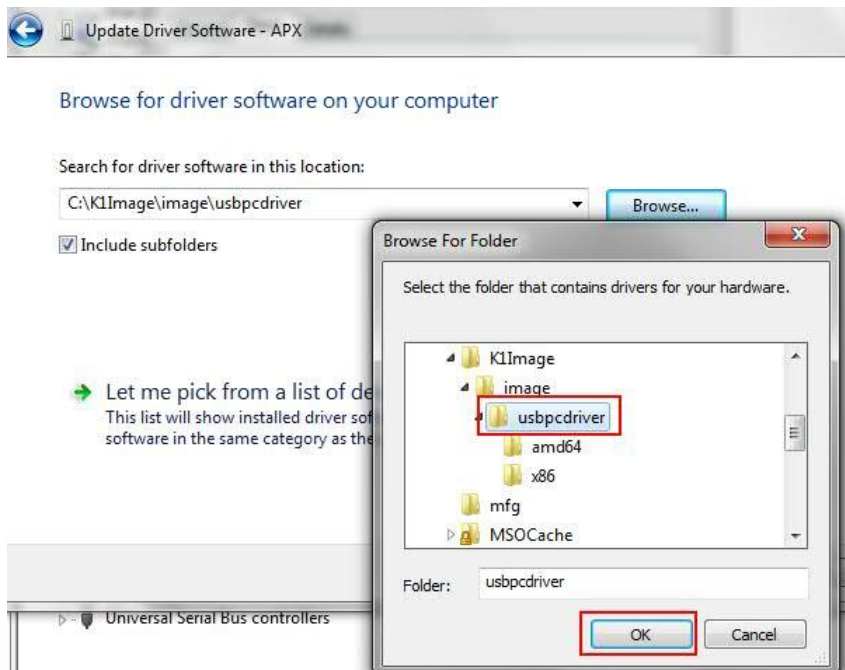 Update Driver Software - APX
Browse for driver software on your computer
Search for driver software in this location:
C:\K1Image\image\usbpcdriver
Browse...
Include subfolders
Browse For Folder
Select the folder that contains drivers for your hardware.
K1Image
image
usbpcdriver
amd64
x86
mfg
MSOCache
Let me pick from a list of de
This list will show installed driver sof
software in the same category as the
Folder:
usbpcdriver
OK
Cancel
Universal Serial Bus controllers